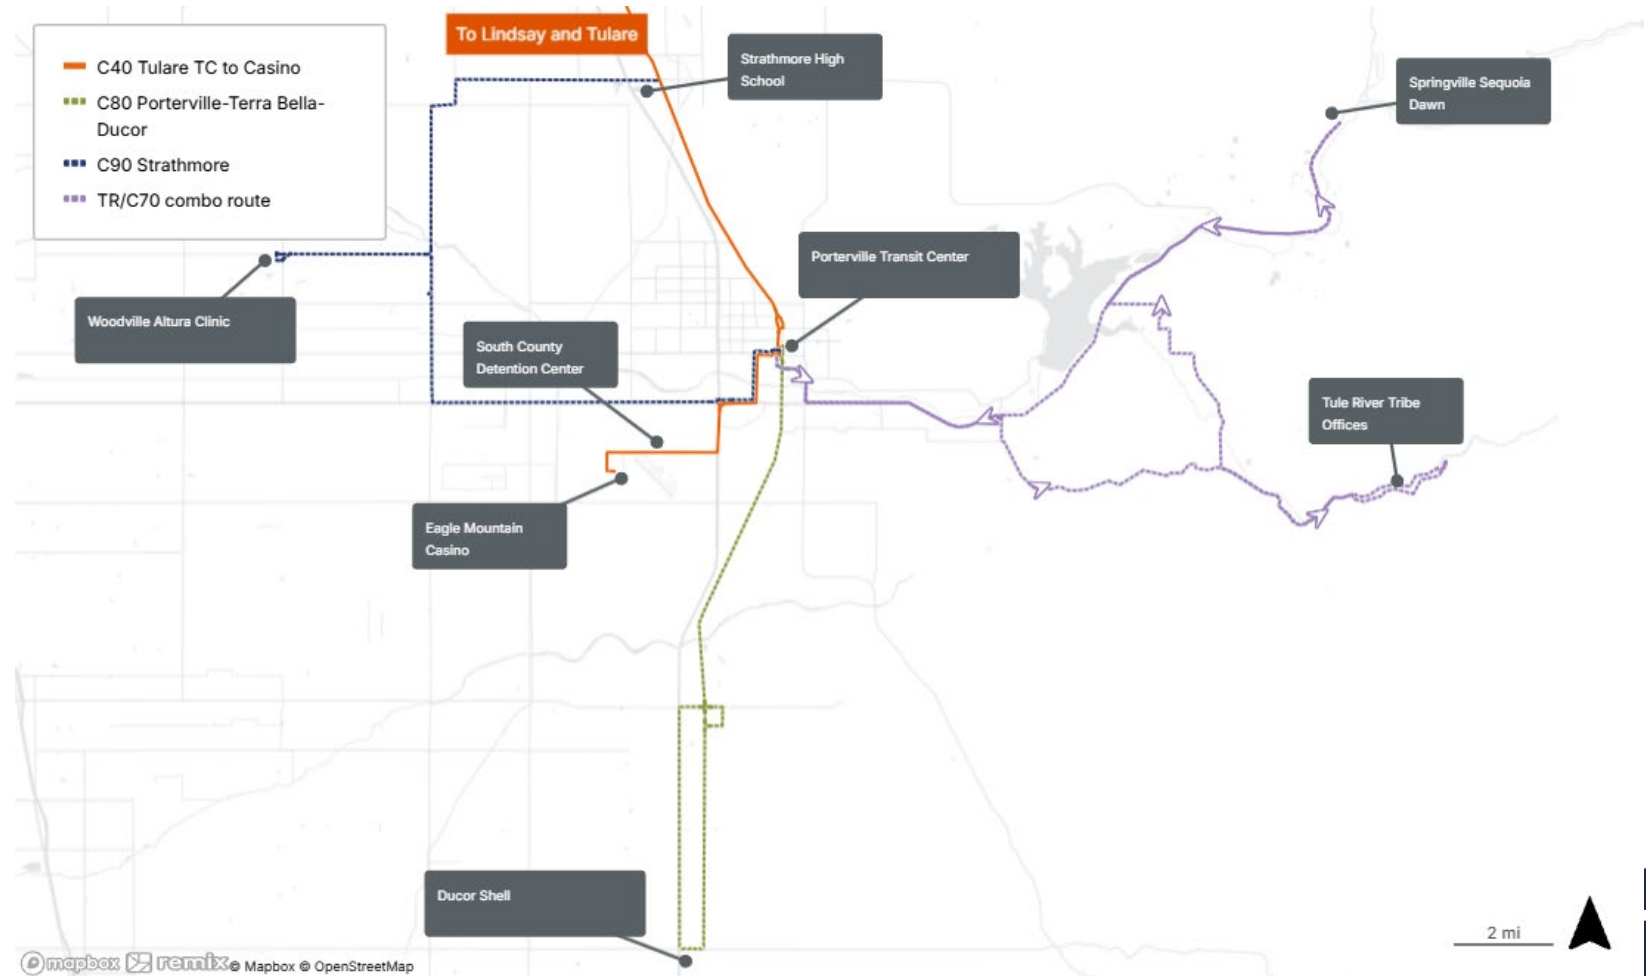 To Lindsay and Tulare
C40 Tulare TC to Casino
C80 Porterville-Terra Bella-
Ducor
C90 Strathmore
TR/C70 combo route
Strathmore High
School
Springville Sequoia
Dawn
Porterville Transit Center
Woodville Altura Clinic
South County
Detention Center
Tule River Tribe
Offices
Eagle Mountain
Casino
Ducor Shell
2 mi
mapbox remix © Mapbox © OpenStreetMap